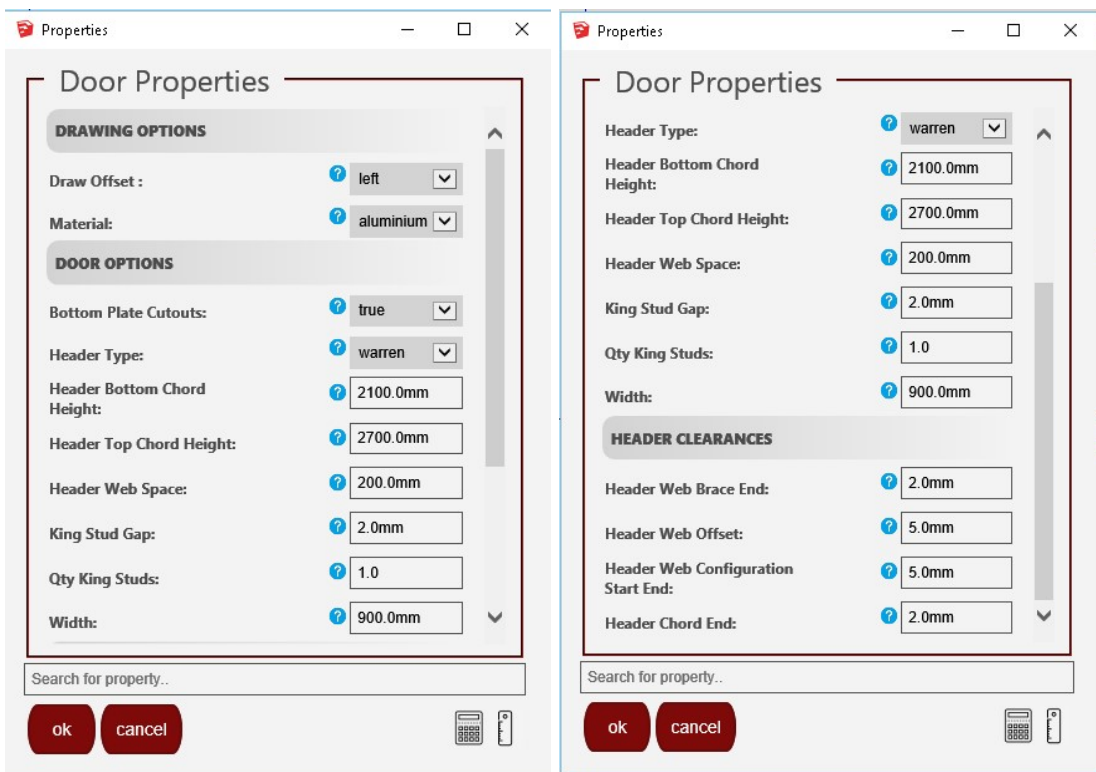 Properties
Door Properties
DRAWING OPTIONS
Draw Offset : ? left
Material: ? aluminium
DOOR OPTIONS
Bottom Plate Cutouts: ? true
Header Type: ? warren
Header Bottom Chord
Height: ? 2100.0mm
Header Top Chord Height: ? 2700.0mm
Header Web Space: ? 200.0mm
King Stud Gap: ? 2.0mm
Qty King Studs: ? 1.0
Width: ? 900.0mm
Search for property..
ok cancel
Properties
Door Properties
Header Type: ? warren
Header Bottom Chord
Height: ? 2100.0mm
Header Top Chord Height: ? 2700.0mm
Header Web Space: ? 200.0mm
King Stud Gap: ? 2.0mm
Qty King Studs: ? 1.0
Width: ? 900.0mm
HEADER CLEARANCES
Header Web Brace End: ? 2.0mm
Header Web Offset: ? 5.0mm
Header Web Configuration
Start End: ? 5.0mm
Header Chord End: ? 2.0mm
Search for property..
ok cancel